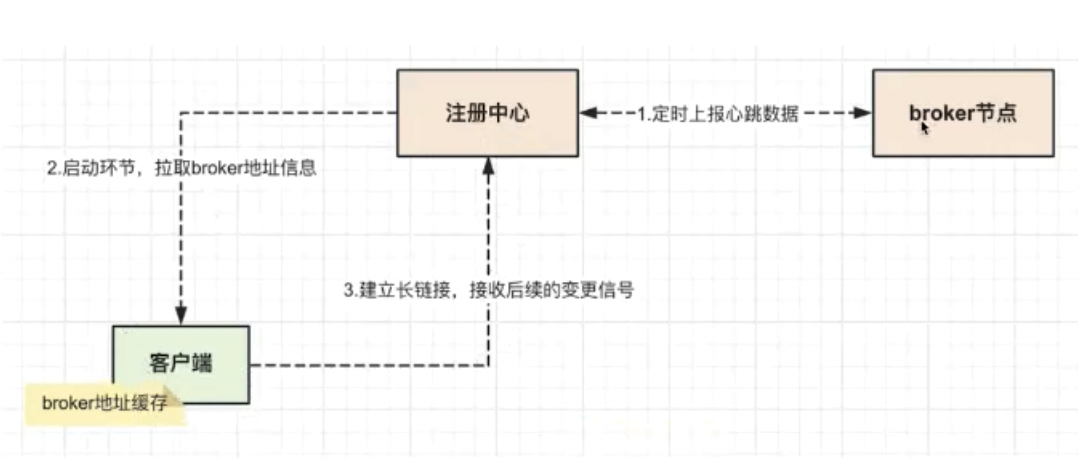 注册中心
1.定时上报心跳数据
broker节点
2.启动环节，拉取broker地址信息
3.建立长链接，接收后续的变更信号
客户端
broker地址缓存